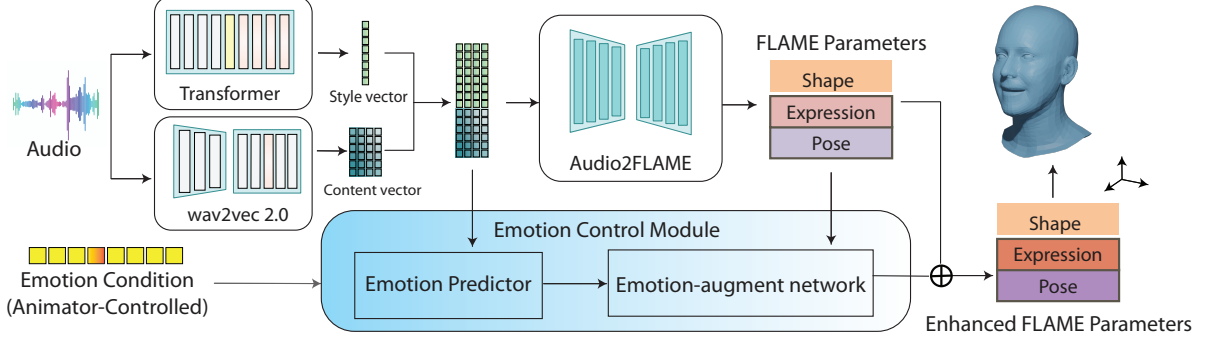 Audio
Transformer
wav2vec 2.0
Style vector
Content vector
Audio2FLAME
FLAME Parameters
Shape
Expression
Pose
Emotion Condition
(Animator-Controlled)
Emotion Control Module
Emotion Predictor
Emotion-augment network
Shape
Expression
Pose
Enhanced FLAME Parameters